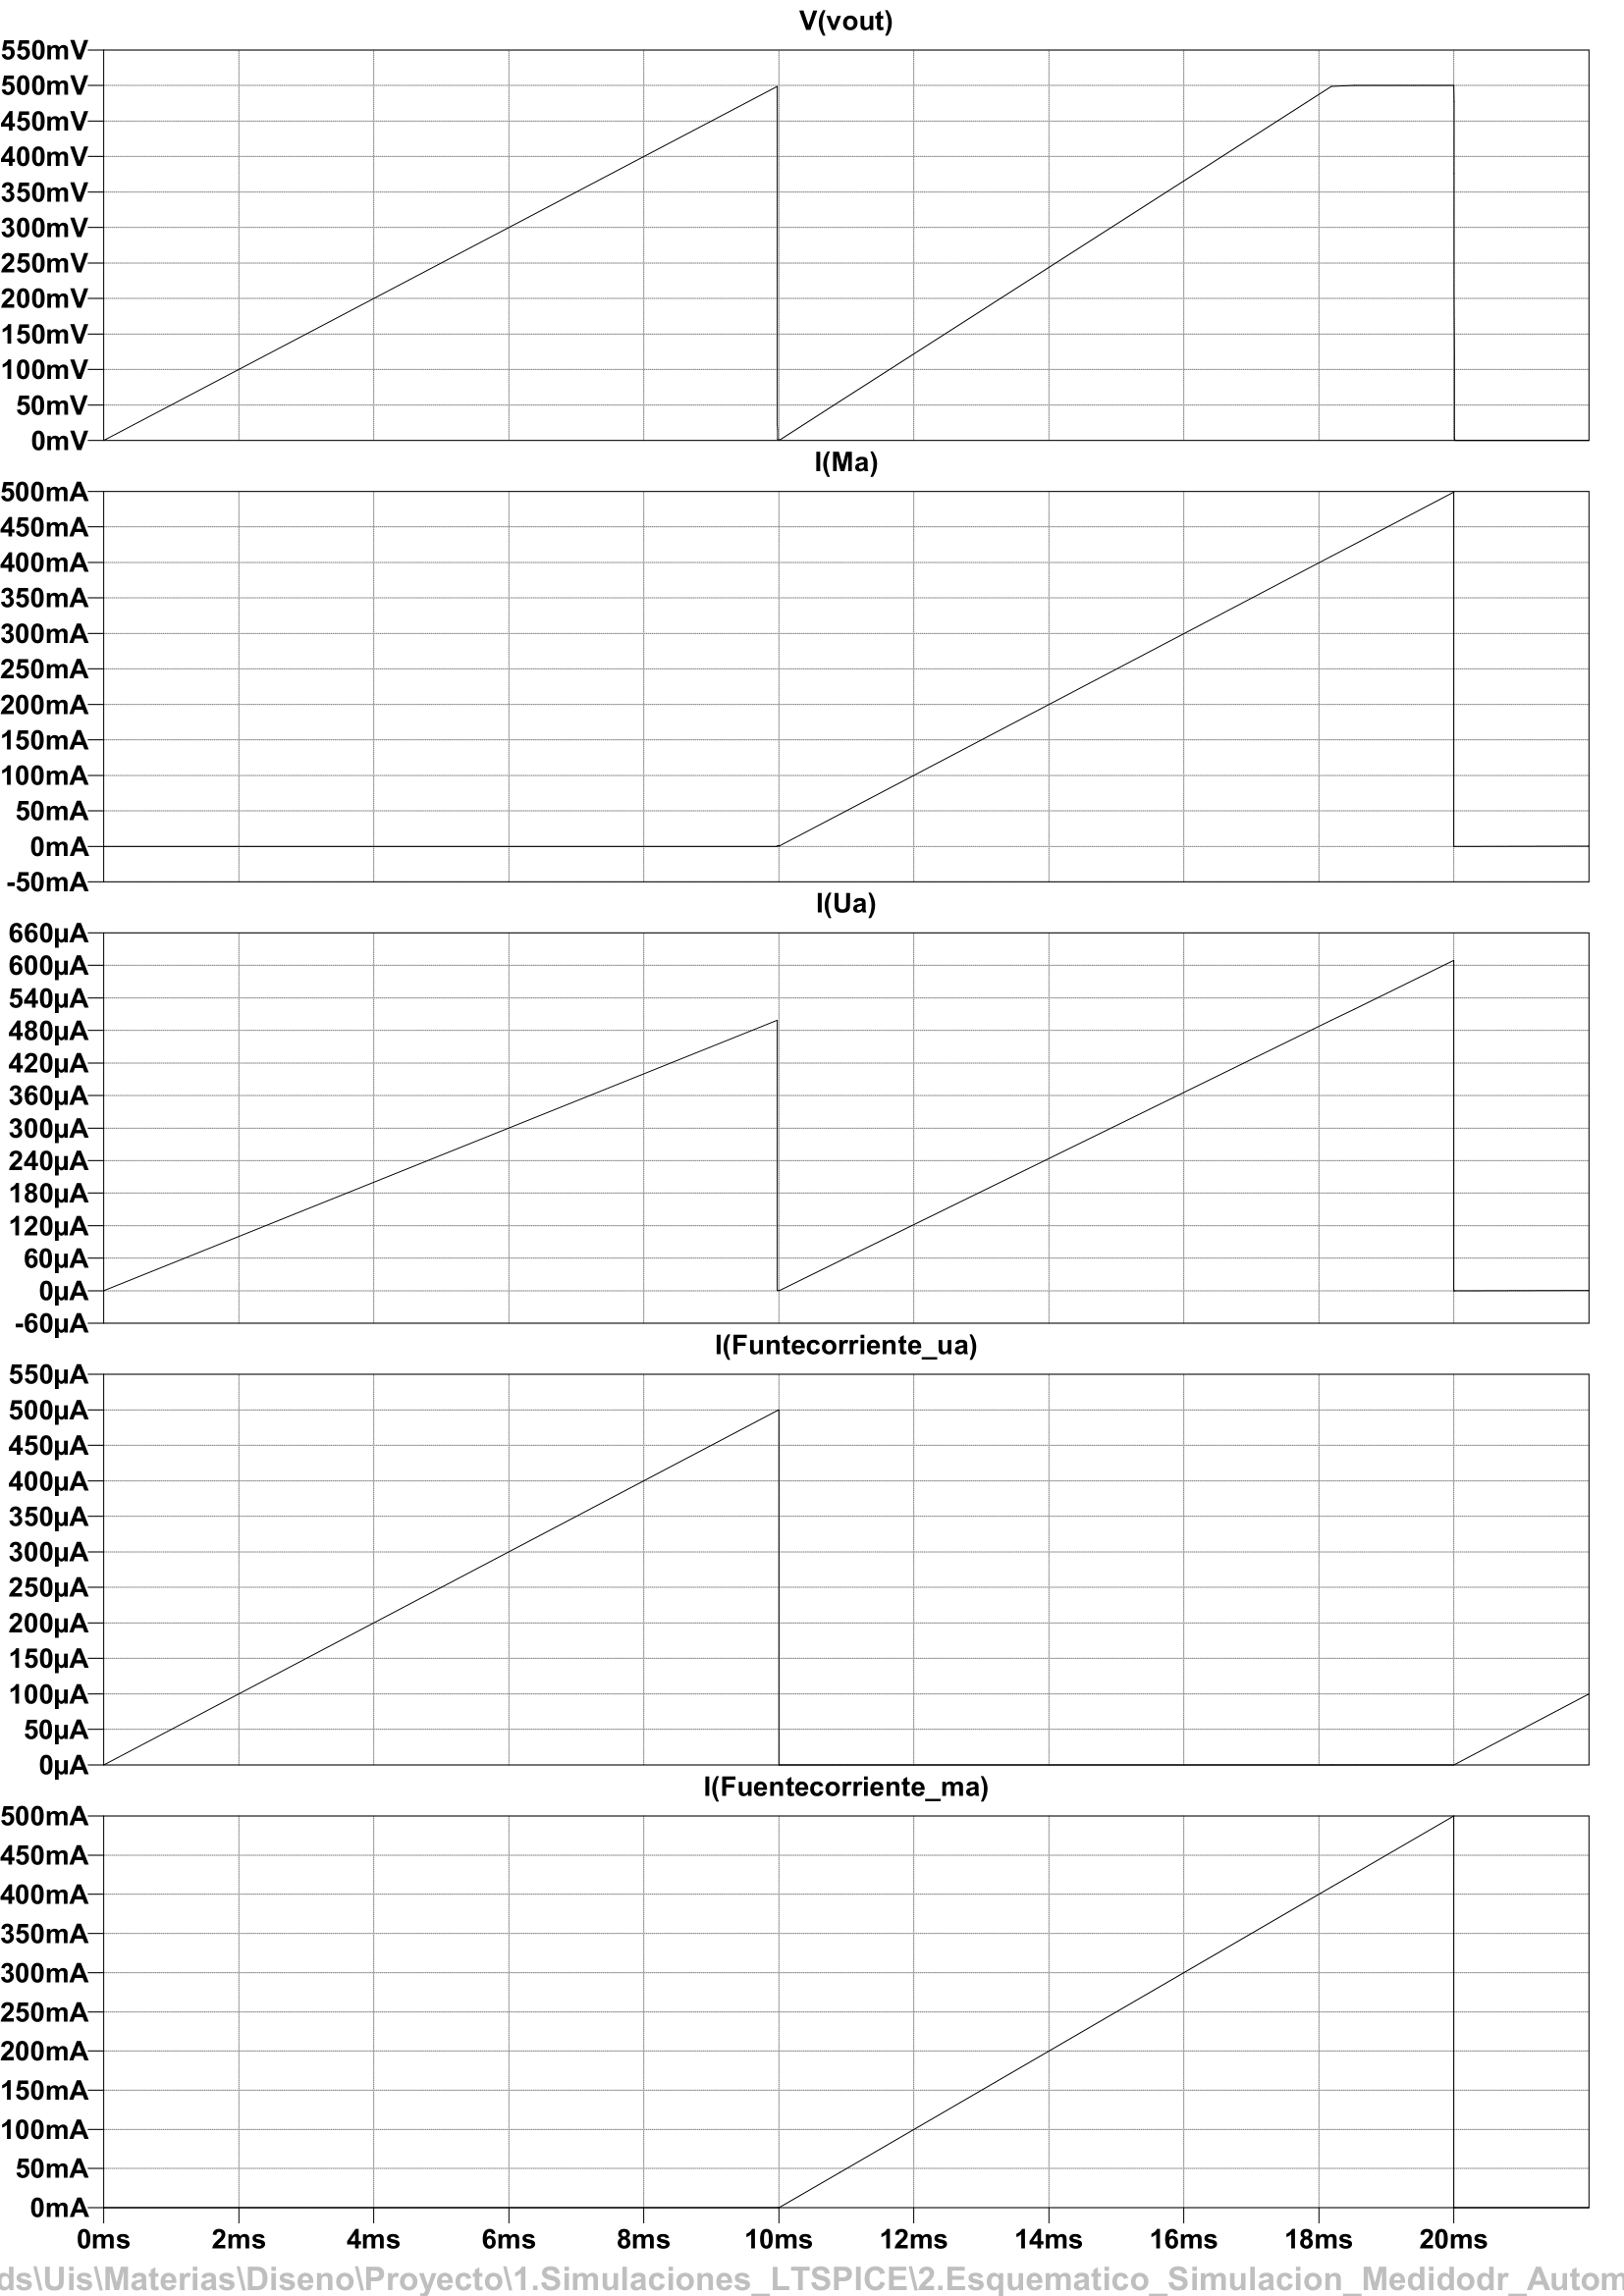 V(vout)
550mV
500mV
450mV
400mV
350mV
300mV
250mV
200mV
150mV
100mV
50mV
0mV
I(Ma)
500mA
450mA
400mA
350mA
300mA
250mA
200mA
150mA
100mA
50mA
0mA
-50mA
I(Ua)
660µA
600µA
540µA
480µA
420µA
360µA
300µA
240µA
180µA
120µA
60µA
0µA
-60µA
I(Funtecorriente_ua)
550µA
500µA
450µA
400µA
350µA
300µA
250µA
200µA
150µA
100µA
50µA
0µA
I(Fuentecorriente_ma)
500mA
450mA
400mA
350mA
300mA
250mA
200mA
150mA
100mA
50mA
0mA
0ms 2ms 4ms 6ms 8ms 10ms 12ms 14ms 16ms 18ms 20ms
ds\Uis\Materias\Diseno\Proyecto\1.Simulaciones_LTSPICE\2.Esquematico_Simulacion_Medidodr_Autom